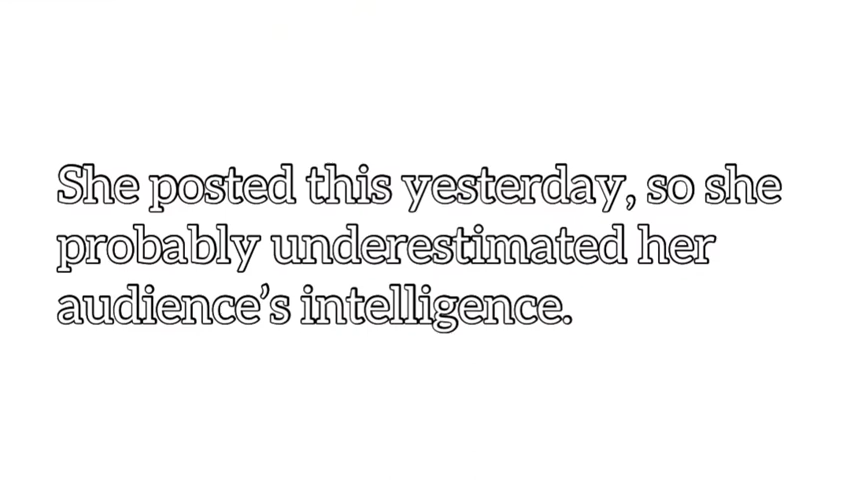 She posted this yesterday, so she
probably underestimated her
audience’s intelligence.